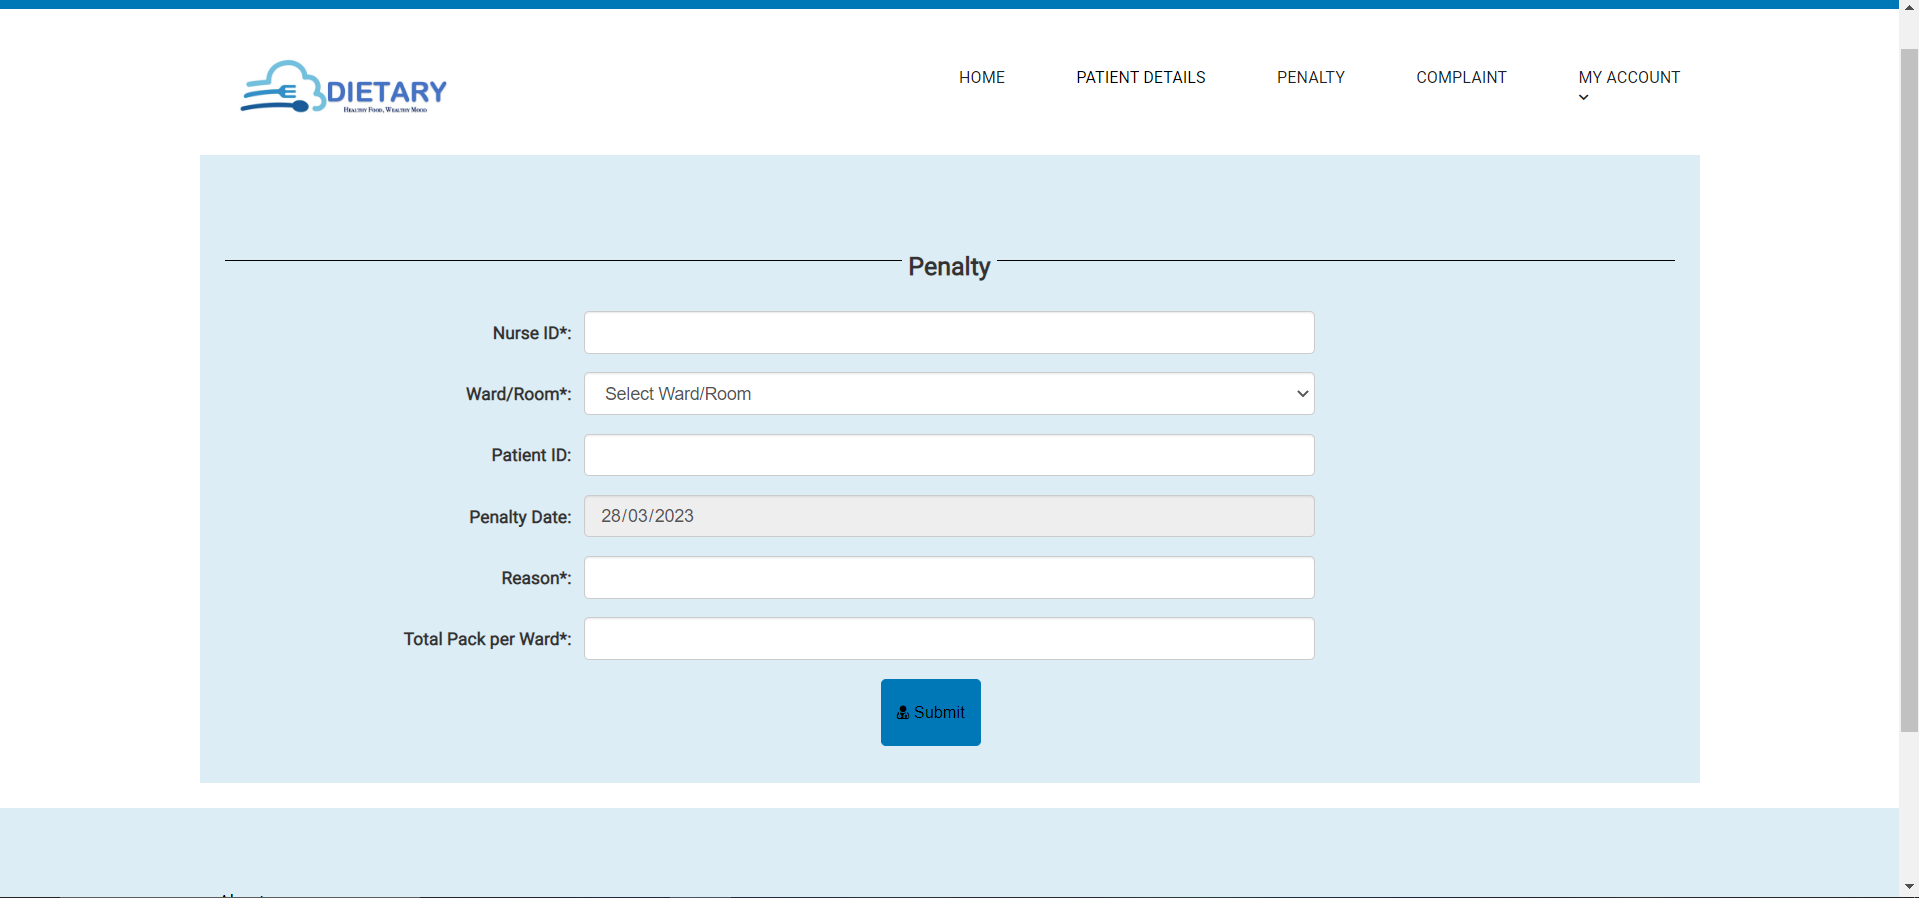 DIETARY
Healthy Food, Wealthy Mood
HOME
PATIENT DETAILS
PENALTY
COMPLAINT
MY ACCOUNT
Penalty
Nurse ID*:
Ward/Room*:
Select Ward/Room
Patient ID:
Penalty Date:
28/03/2023
Reason*:
Total Pack per Ward*:
Submit